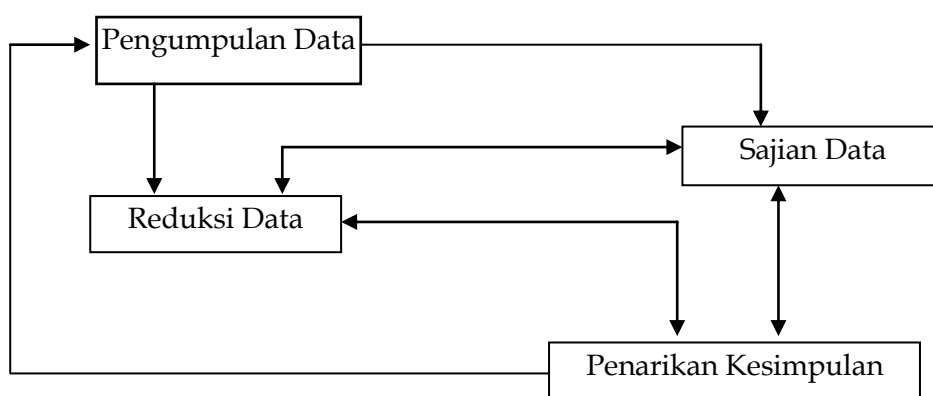 Pengumpulan Data
Sajian Data
Reduksi Data
Penarikan Kesimpulan